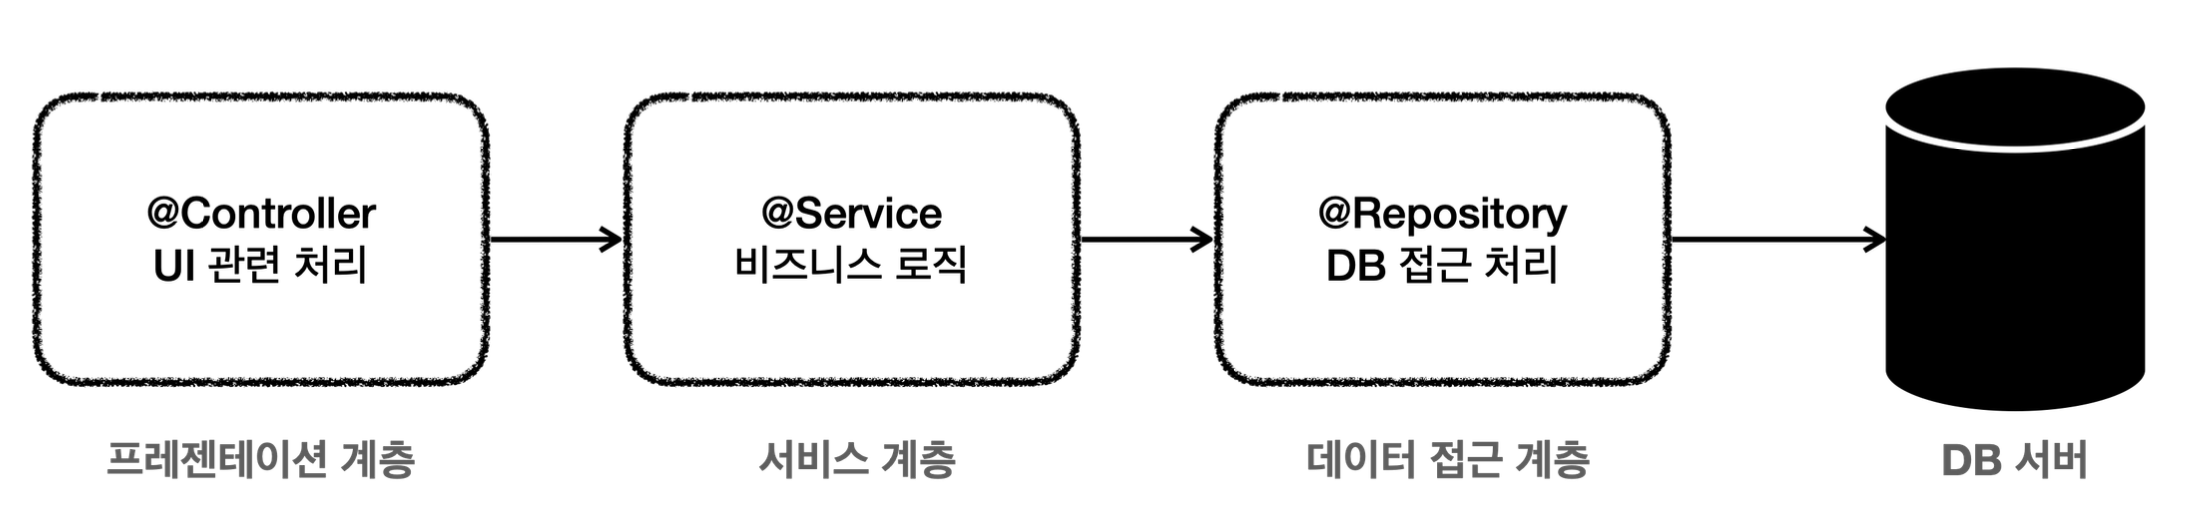 @Controller
UI 관련 처리
@Service
비즈니스 로직
@Repository
DB 접근 처리
프레젠테이션 계층
서비스 계층
데이터 접근 계층
DB 서버